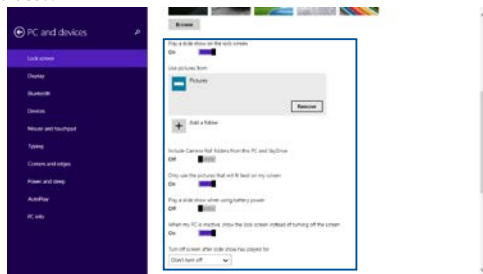 PC and devices
Lock screen
Display
Bluetooth
Devices
Mouse and touchpad
Typing
Corners and edges
Power and sleep
AutoPlay
PC info
Browse
Play a slide show on the lock screen
On
Use pictures from
Pictures
Remove
Add a folder
Include Camera Roll folders from this PC and SkyDrive
Off
Only use the pictures that will fit best on my screen
On
Play a slide show when using battery power
Off
When my PC is inactive, show the lock screen instead of turning off the screen
On
Turn off screen after slide show has played for
Don't turn off